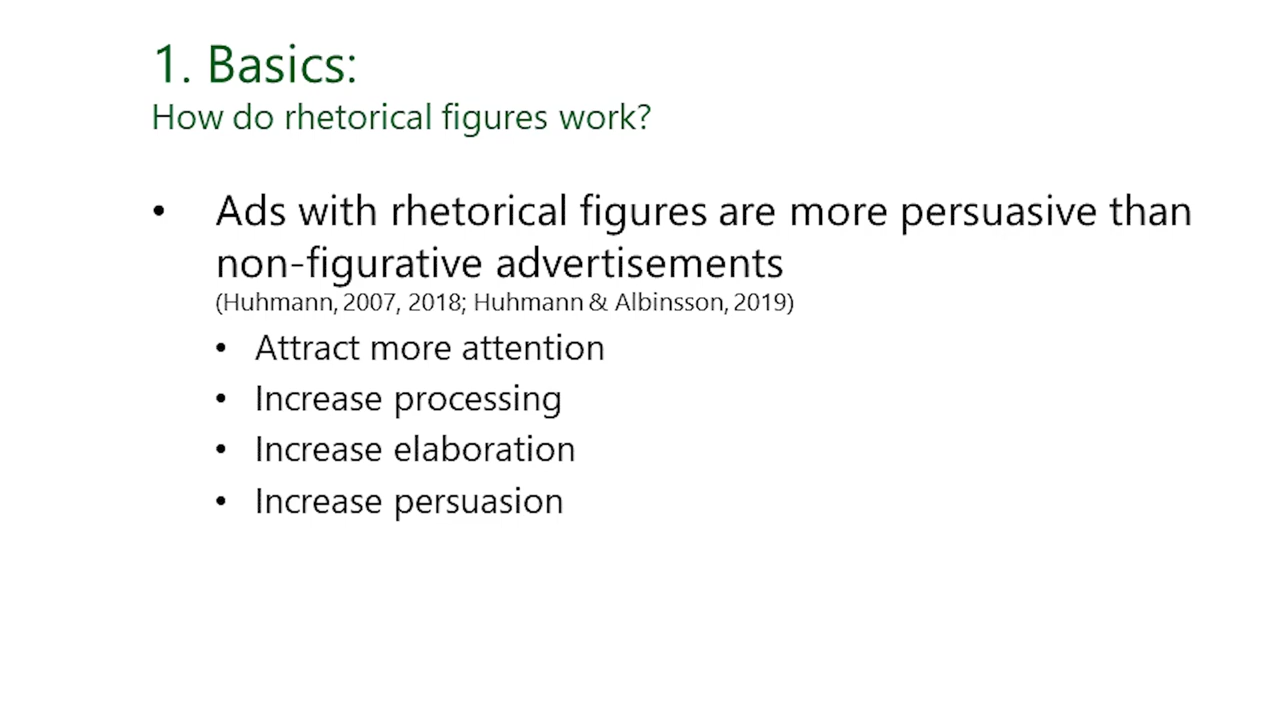 1. Basics:
How do rhetorical figures work?
• Ads with rhetorical figures are more persuasive than
non-figurative advertisements
(Huhmann, 2007, 2018; Huhmann & Albinsson, 2019)
• Attract more attention
• Increase processing
• Increase elaboration
• Increase persuasion